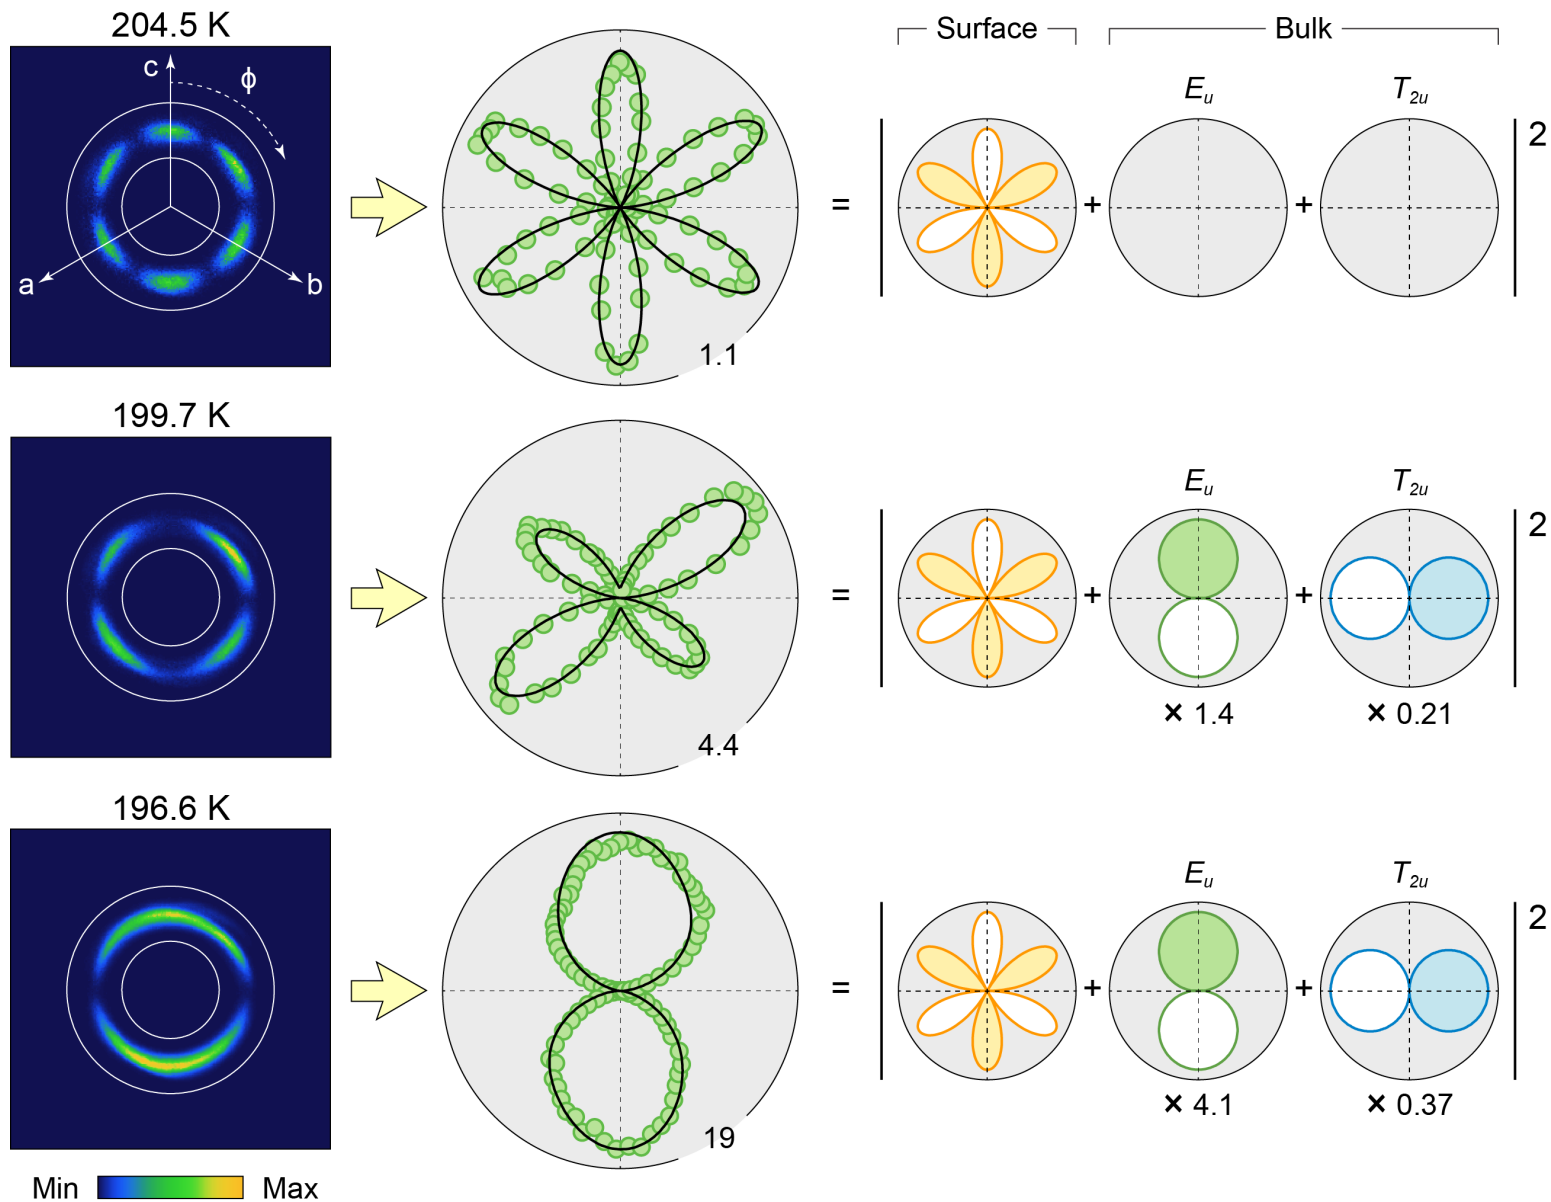 204.5 K
c
ϕ
a
b
1.1
Surface
Bulk
Eu
T2u
=
+
+
2
199.7 K
4.4
=
+
+
Eu
T2u
2
× 1.4
× 0.21
196.6 K
19
=
+
+
Eu
T2u
2
× 4.1
× 0.37
Min
Max